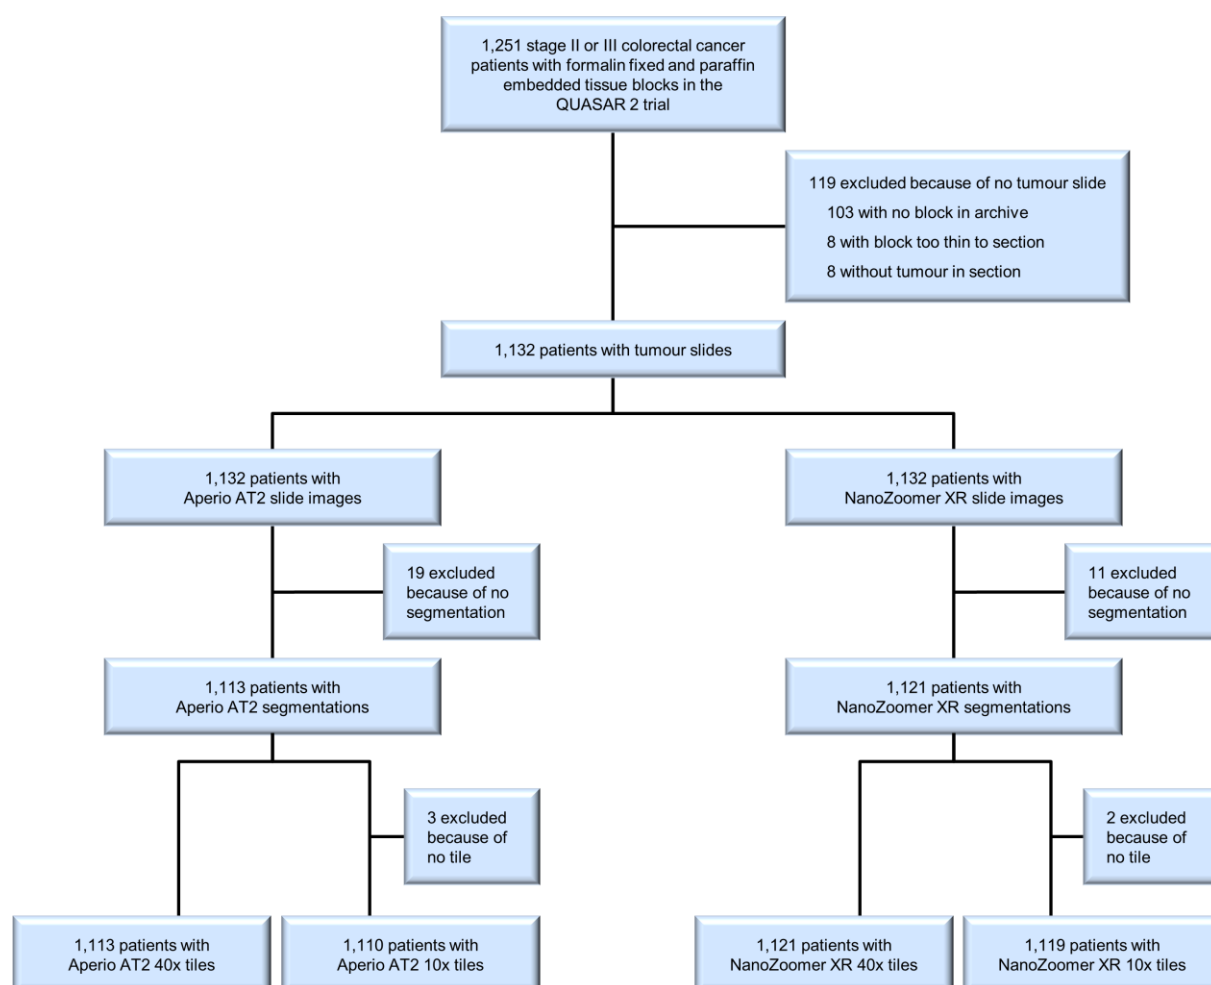 1,251 stage II or III colorectal cancer
patients with formalin fixed and paraffin
embedded tissue blocks in the
QUASAR 2 trial
119 excluded because of no tumour slide
103 with no block in archive
8 with block too thin to section
8 without tumour in section
1,132 patients with tumour slides
1,132 patients with
Aperio AT2 slide images
1,132 patients with
NanoZoomer XR slide images
19 excluded
because of no
segmentation
11 excluded
because of no
segmentation
1,113 patients with
Aperio AT2 segmentations
1,121 patients with
NanoZoomer XR segmentations
3 excluded
because of
no tile
2 excluded
because of
no tile
1,113 patients with
Aperio AT2 40x tiles
1,110 patients with
Aperio AT2 10x tiles
1,121 patients with
NanoZoomer XR 40x tiles
1,119 patients with
NanoZoomer XR 10x tiles